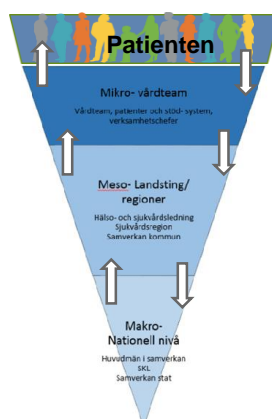 Patienten
Mikro- vårdteam
Vårdteam, patienter och stöd- system,
verksamhetschefer
Meso- Landsting/
regioner
Hälso- och sjukvårdsledning
Sjukvårdsregion
Samverkan kommun
Makro-
Nationell nivå
Huvudmän i samverkan
SKL
Samverkan stat